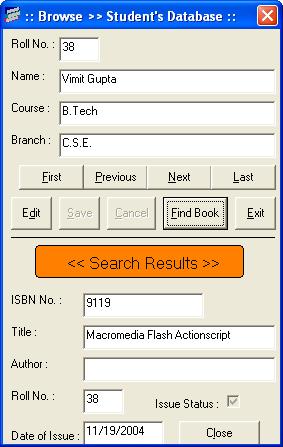 :: Browse >> Student's Database ::
Roll No. : 38
Name : Vimit Gupta
Course : B.Tech
Branch : C.S.E.
First Previous Next Last
Edit Save Cancel Find Book Exit
<< Search Results >>
ISBN No. : 9119
Title : Macromedia Flash Actionscript
Author :
Roll No. : 38 Issue Status :
Date of Issue : 11/19/2004 Close